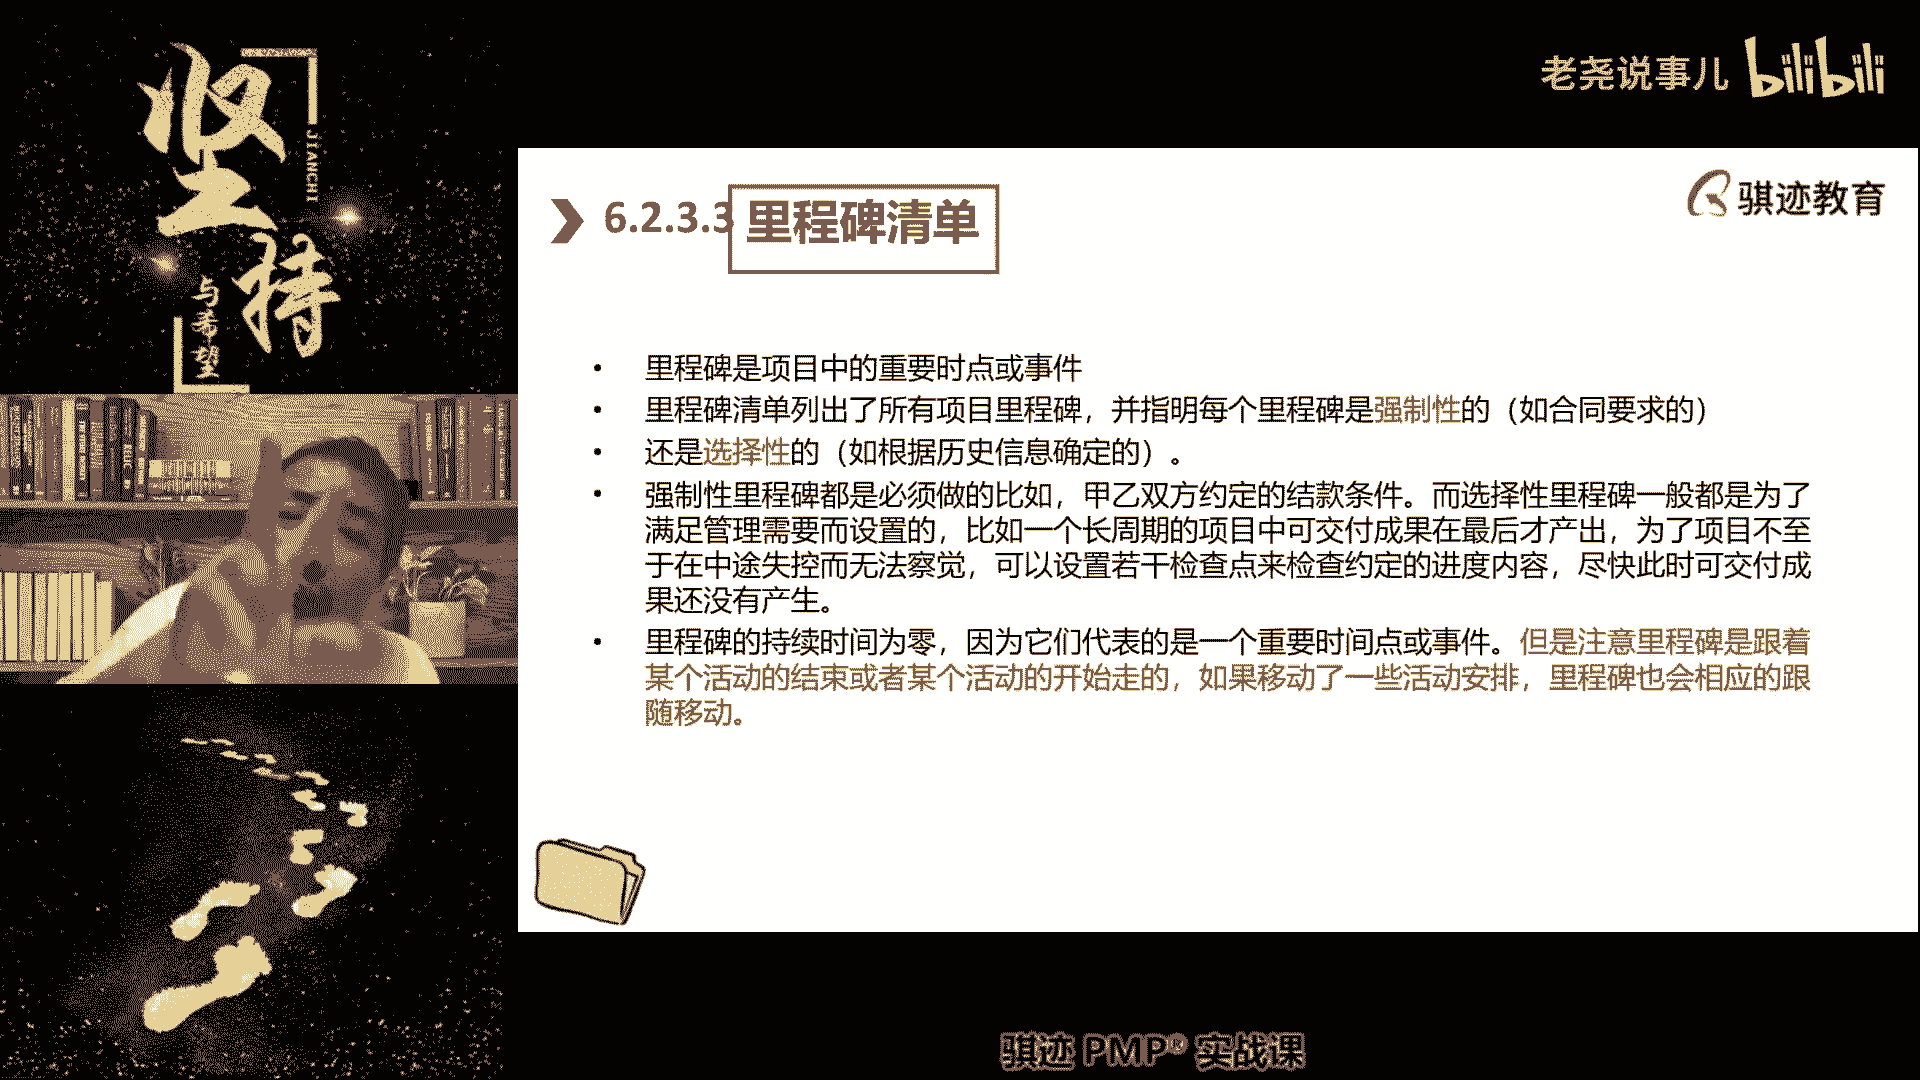 坚持
JIANCHI
与希望
老尧说事儿 bilibili
骐迹教育
6.2.3.3 里程碑清单
• 里程碑是项目中的重要时点或事件
• 里程碑清单列出了所有项目里程碑，并指明每个里程碑是强制性的（如合同要求的）
• 还是选择性的（如根据历史信息确定的）。
• 强制性里程碑都是必须做的比如，甲乙双方约定的结款条件。而选择性里程碑一般都是为了
满足管理需要而设置的，比如一个长周期的项目中可交付成果在最后才产出，为了项目不至
于在中途失控而无法察觉，可以设置若干检查点来检查约定的进度内容，尽快此时可交付成
果还没有产生。
• 里程碑的持续时间为零，因为它们代表的是一个重要时间点或事件。但是注意里程碑是跟着
某个活动的结束或者某个活动的开始走的，如果移动了一些活动安排，里程碑也会相应的跟
随移动。
骐迹 PMP® 实战课